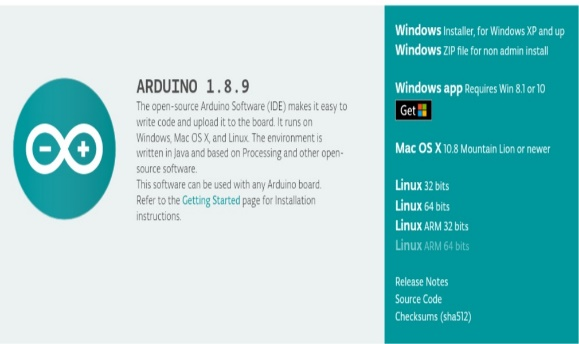 ARDUINO 1.8.9
The open-source Arduino Software (IDE) makes it easy to
write code and upload it to the board. It runs on
Windows, Mac OS X, and Linux. The environment is
written in Java and based on Processing and other open-
source software.
This software can be used with any Arduino board.
Refer to the Getting Started page for Installation
instructions.
Windows Installer, for Windows XP and up
Windows ZIP file for non admin install
Windows app Requires Win 8.1 or 10
Get
Mac OS X 10.8 Mountain Lion or newer
Linux 32 bits
Linux 64 bits
Linux ARM 32 bits
Linux ARM 64 bits
Release Notes
Source Code
Checksums (sha512)